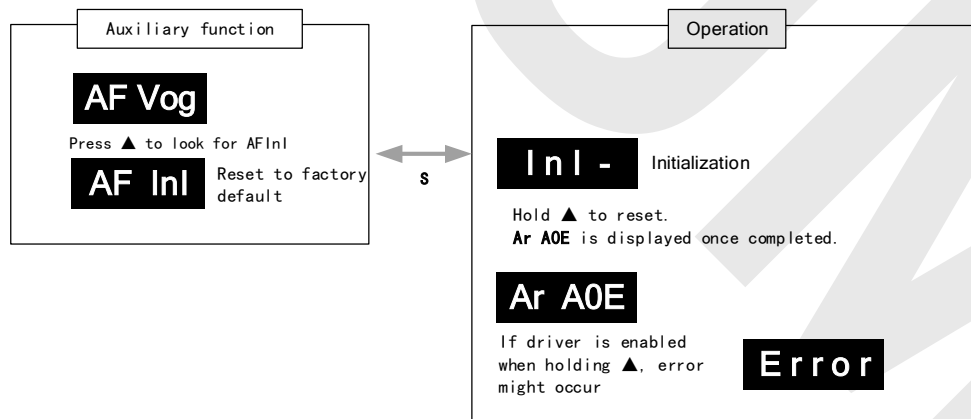 Auxiliary function
AF Vog
Press ▲ to look for AFInI
AF InI
Reset to factory
default
S
Operation
InI -
Initialization
Hold ▲ to reset.
Ar A0E is displayed once completed.
Ar A0E
If driver is enabled
when holding ▲, error
might occur
Error